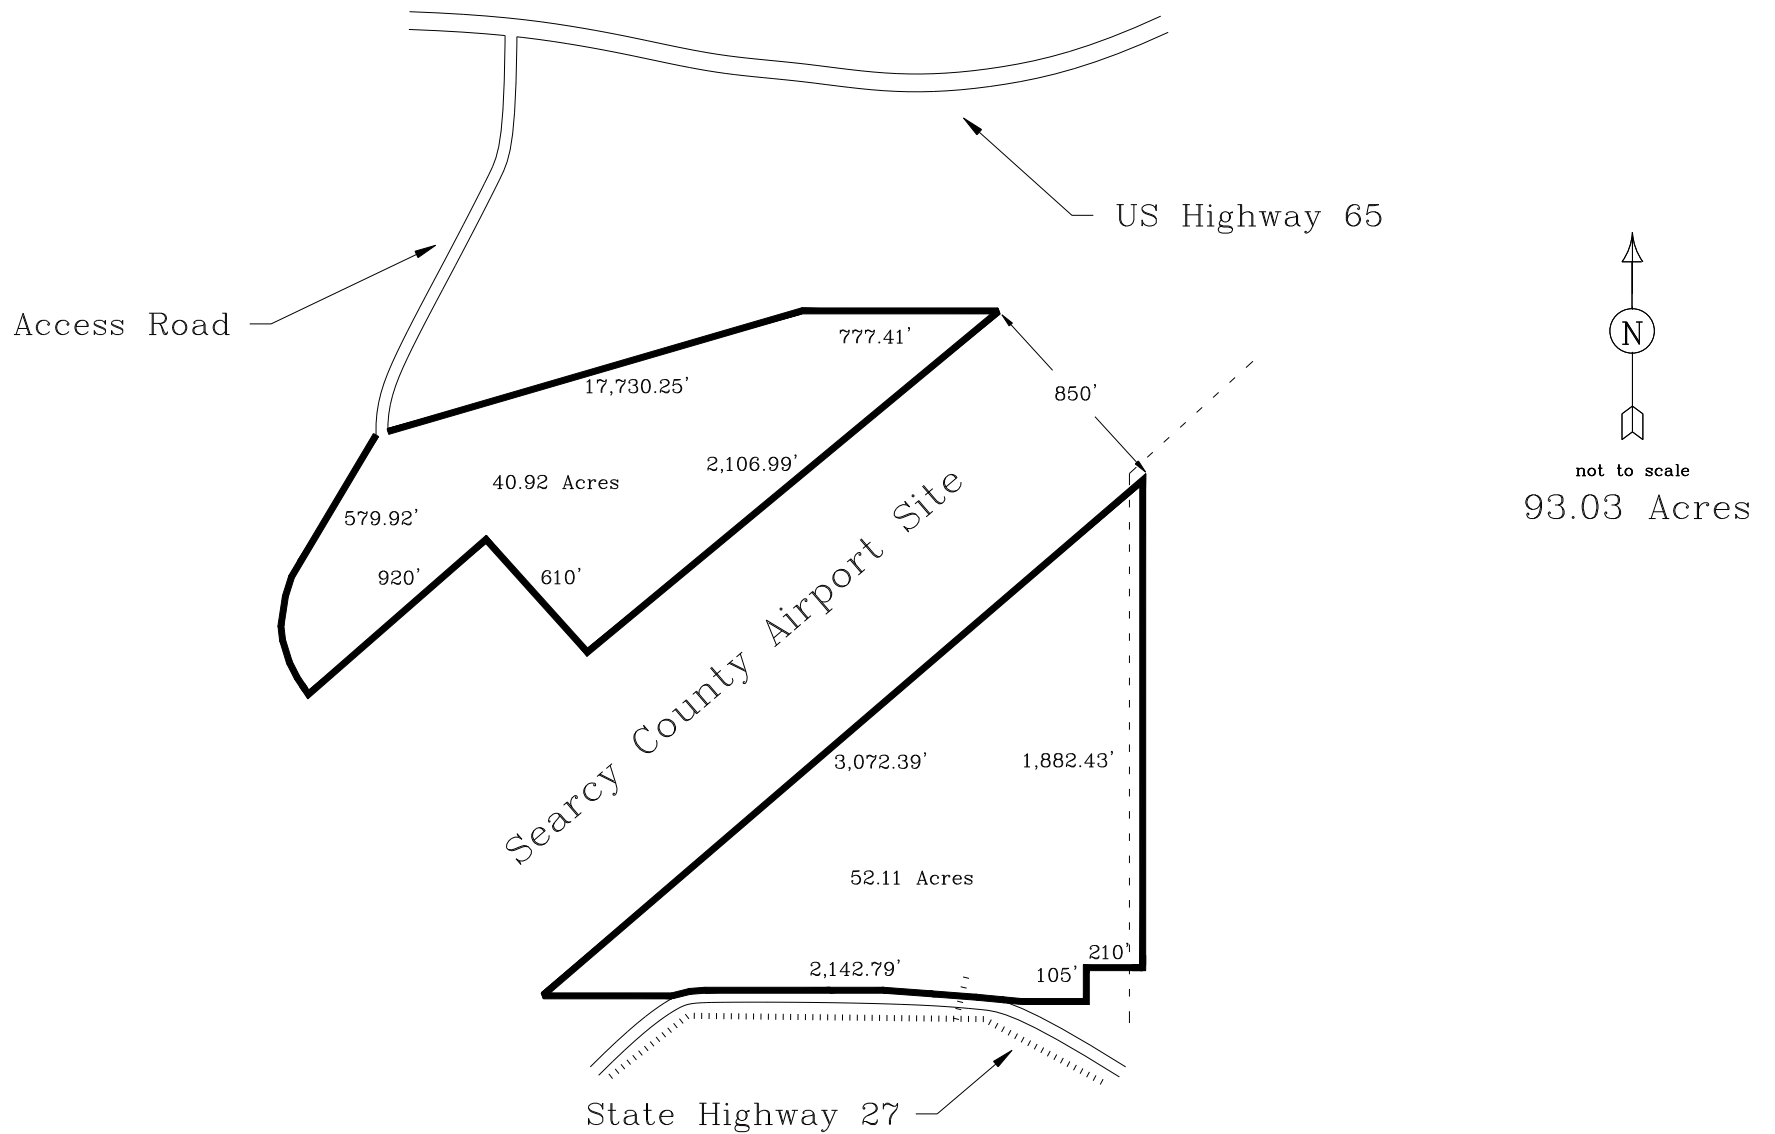 US Highway 65
Access Road
N
not to scale
93.03 Acres
777.41'
17,730.25'
850'
2,106.99'
40.92 Acres
579.92'
920'
610'
Searcy County Airport Site
3,072.39'
1,882.43'
52.11 Acres
210'
105'
2,142.79'
State Highway 27